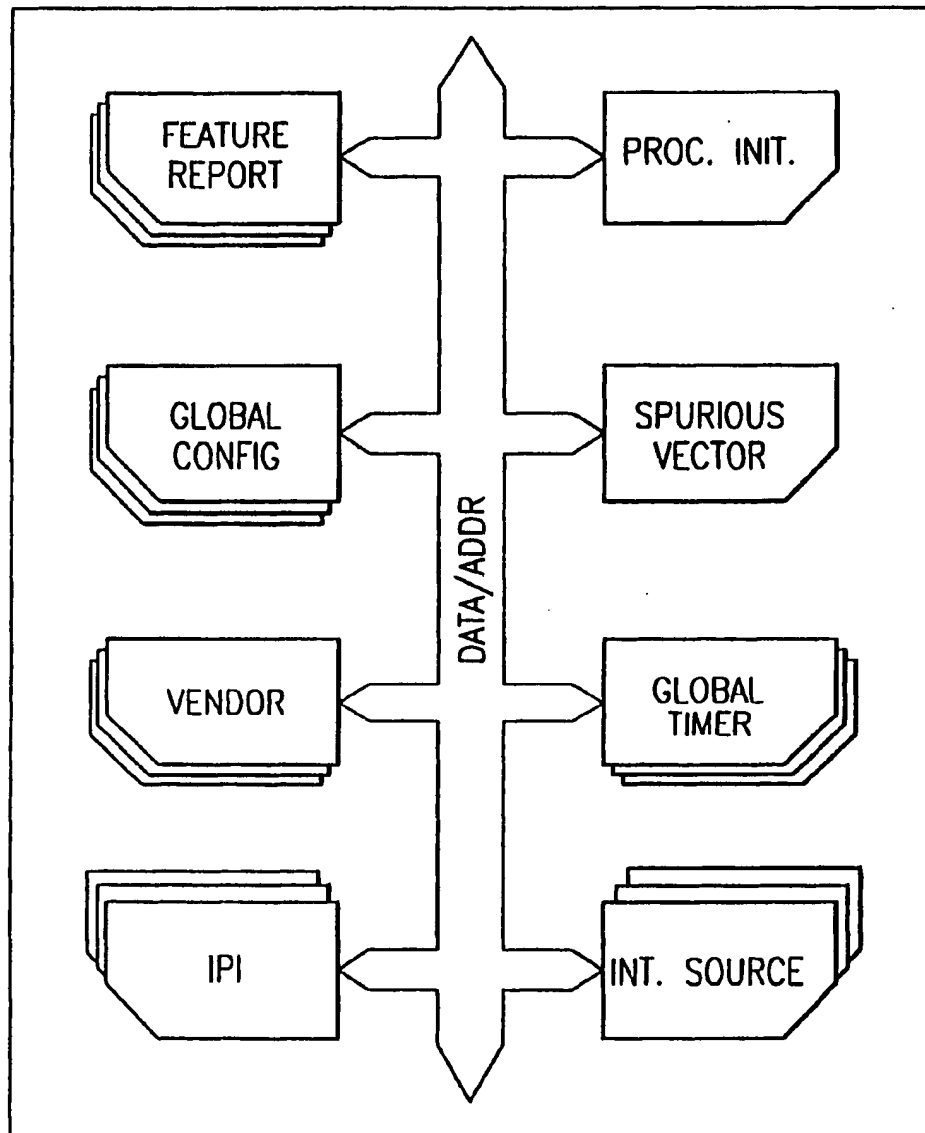 FEATURE
REPORT
PROC. INIT.
GLOBAL
CONFIG
SPURIOUS
VECTOR
DATA/ADDR
VENDOR
GLOBAL
TIMER
IPI
INT. SOURCE